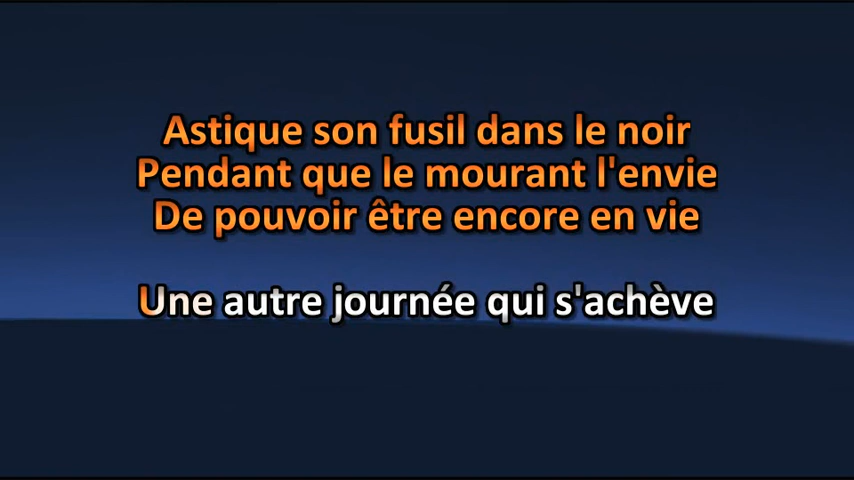 Astique son fusil dans le noir
Pendant que le mourant l'envie
De pouvoir être encore en vie
Une autre journée qui s'achève